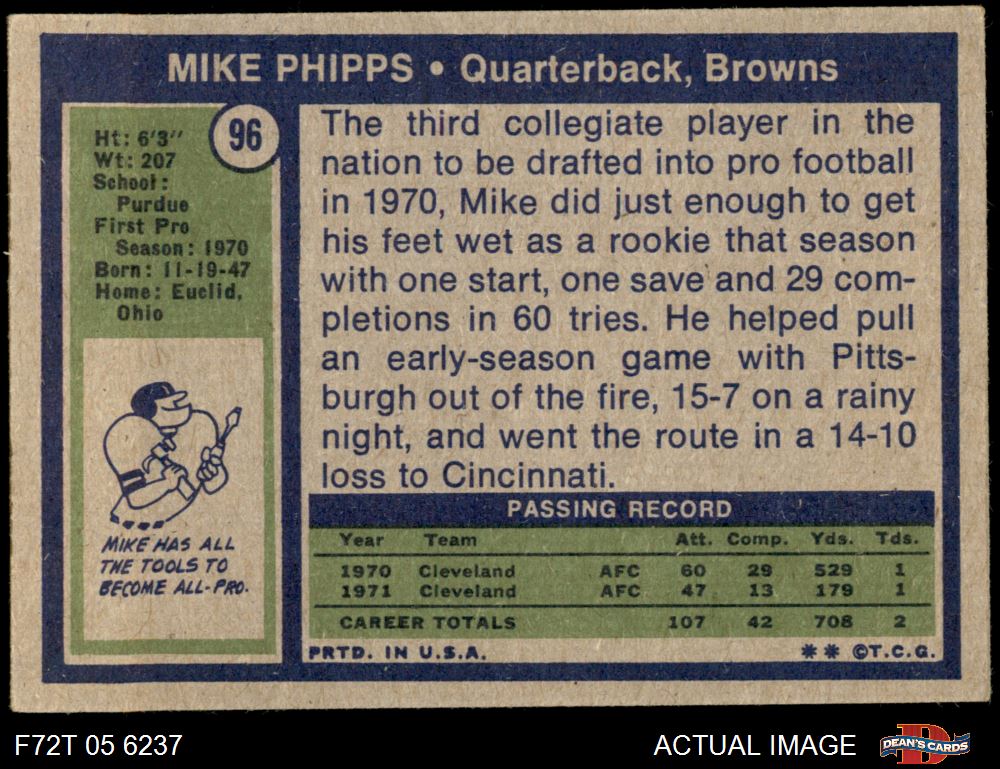 MIKE PHIPPS • Quarterback, Browns
96
Ht: 6'3"
Wt: 207
School:
Purdue
First Pro
Season: 1970
Born: 11-19-47
Home: Euclid,
Ohio
MIKE HAS ALL
THE TOOLS TO
BECOME ALL-PRO.
The third collegiate player in the
nation to be drafted into pro football
in 1970, Mike did just enough to get
his feet wet as a rookie that season
with one start, one save and 29 com-
pletions in 60 tries. He helped pull
an early-season game with Pitts-
burgh out of the fire, 15-7 on a rainy
night, and went the route in a 14-10
loss to Cincinnati.
PASSING RECORD
Year Team Att. Comp. Yds. Tds.
1970 Cleveland AFC 60 29 529 1
1971 Cleveland AFC 47 13 179 1
CAREER TOTALS 107 42 708 2
PRTD. IN U.S.A. ** ©T.C.G.
F72T 05 6237
ACTUAL IMAGE
D
DEAN'S CARDS